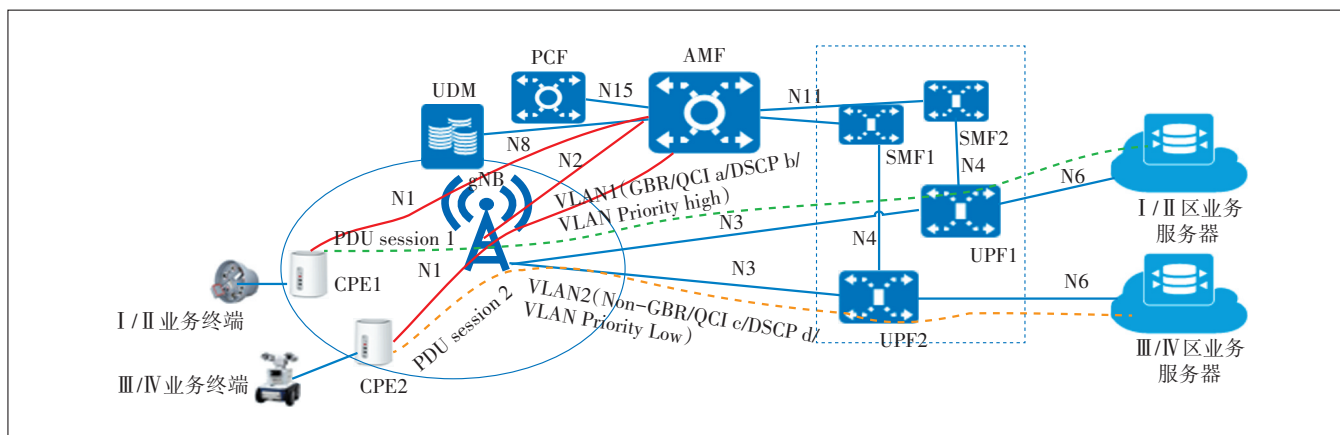 PCF
AMF
UDM
N15
N11
SMF2
SMF1
N8
N2
N4
gNB
N1
VLAN1(GBR/QCI a/DSCP b/
VLAN Priority high)
N6
Ⅰ/Ⅱ区业务
服务器
PDU session 1
N3
N4
UPF1
N1
N3
CPE1
PDU session 2
VLAN2(Non-GBR/QCI c/DSCP d/
VLAN Priority Low)
N6
UPF2
Ⅰ/Ⅱ业务终端
CPE2
Ⅲ/Ⅳ业务终端
Ⅲ/Ⅳ区业务
服务器